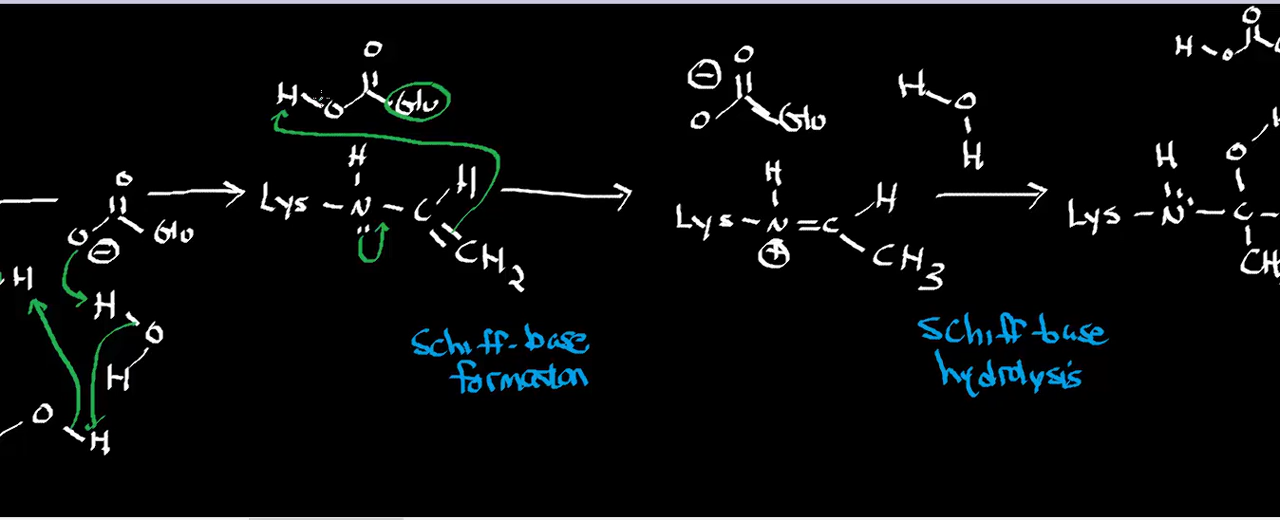 O
H O Glu
H
Lys - N - C H
CH2
O
O ⊖ Glu
H
H O
H
O H
⊖ O
O Glu
H O
H
H
Lys - N = C H
⊕ CH3
O
H O
H
O
H
Lys - N - C -
CH
Schiff-base
formation
Schiff base
hydrolysis